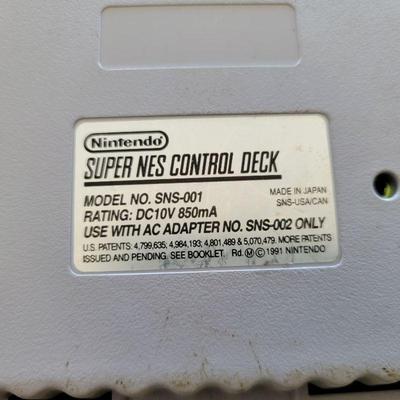 Nintendo
SUPER NES CONTROL DECK
MODEL NO. SNS-001
MADE IN JAPAN
RATING: DC10V 850mA
SNS-USA/CAN
USE WITH AC ADAPTER NO. SNS-002 ONLY
U.S. PATENTS: 4,799,635; 4,984,193; 4,801,489 & 5,070,479. MORE PATENTS
ISSUED AND PENDING. SEE BOOKLET. Rd. Ⓜ © 1991 NINTENDO